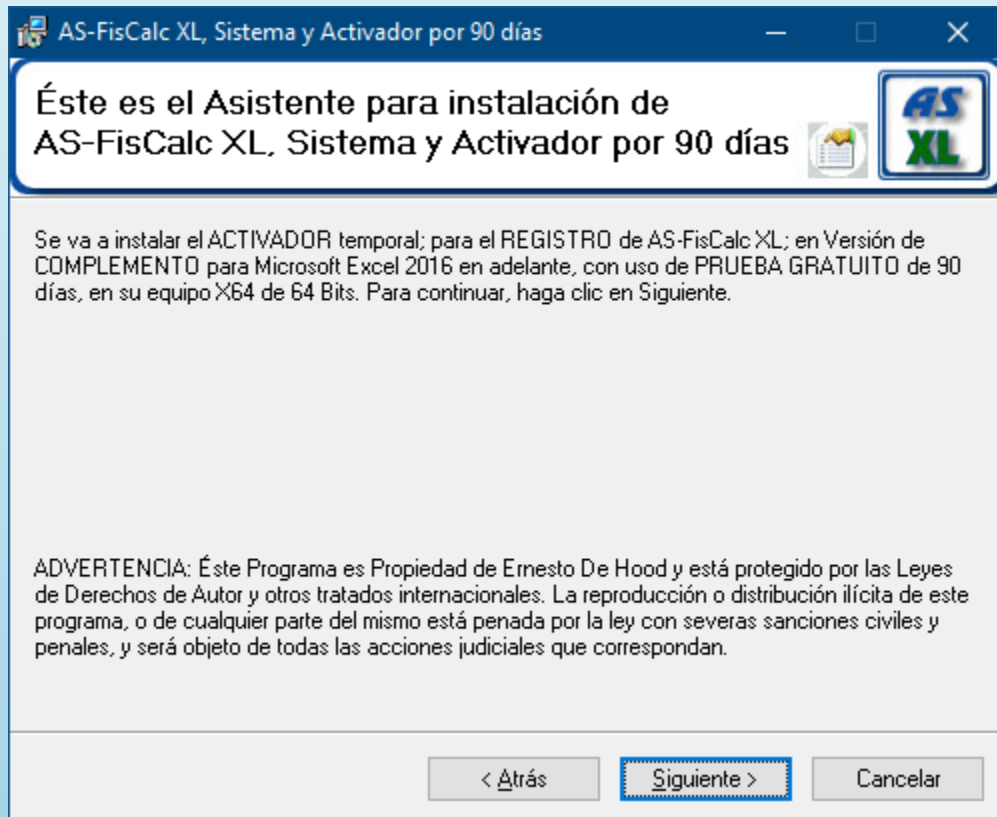 AS-FisCalc XL, Sistema y Activador por 90 días
Éste es el Asistente para instalación de
AS-FisCalc XL, Sistema y Activador por 90 días
AS
XL
Se va a instalar el ACTIVADOR temporal; para el REGISTRO de AS-FisCalc XL; en Versión de
COMPLEMENTO para Microsoft Excel 2016 en adelante, con uso de PRUEBA GRATUITO de 90
días, en su equipo X64 de 64 Bits. Para continuar, haga clic en Siguiente.
ADVERTENCIA: Éste Programa es Propiedad de Ernesto De Hood y está protegido por las Leyes
de Derechos de Autor y otros tratados internacionales. La reproducción o distribución ilícita de este
programa, o de cualquier parte del mismo está penada por la ley con severas sanciones civiles y
penales, y será objeto de todas las acciones judiciales que correspondan.
< Atrás
Siguiente >
Cancelar